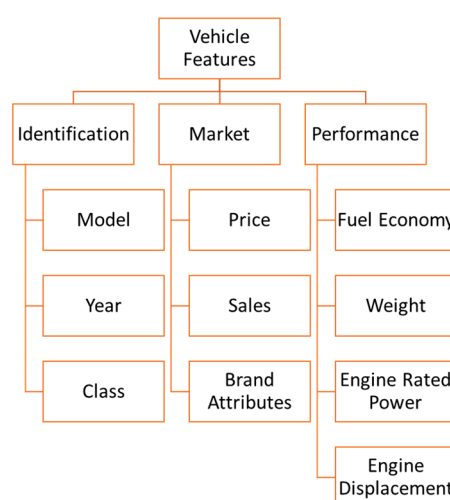 Vehicle
Features
Identification
Market
Performance
Model
Price
Fuel Economy
Year
Sales
Weight
Class
Brand
Attributes
Engine Rated
Power
Engine
Displacement